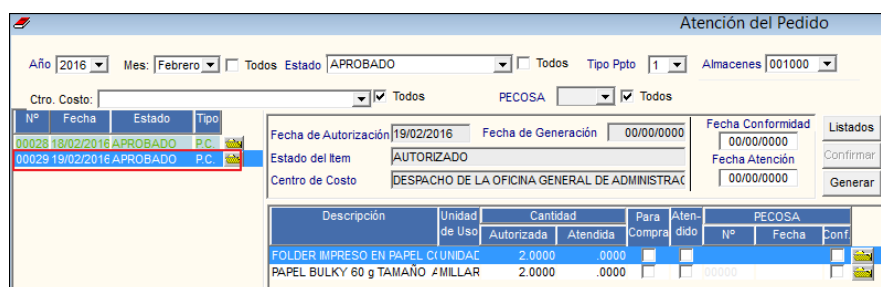 Atención del Pedido
Año 2016 Mes: Febrero Todos Estado APROBADO Todos Tipo Ppto 1 Almacenes 001000
Ctro. Costo: Todos PECOSA Todos
Nº Fecha Estado Tipo
00028 18/02/2016 APROBADO P.C.
00029 19/02/2016 APROBADO P.C.
Fecha de Autorización 19/02/2016 Fecha de Generación 00/00/0000
Estado del Item AUTORIZADO
Centro de Costo DESPACHO DE LA OFICINA GENERAL DE ADMINISTRAC
Fecha Conformidad
00/00/0000
Fecha Atención
00/00/0000
Listados
Confirmar
Generar
Descripción Unidad de Uso Cantidad Para Compra Aten- dido PECOSA
Autorizada Atendida Nº Fecha Conf.
FOLDER IMPRESO EN PAPEL C UNIDAD 2.0000 .0000
PAPEL BULKY 60 g TAMAÑO A MILLAR 2.0000 .0000 00000